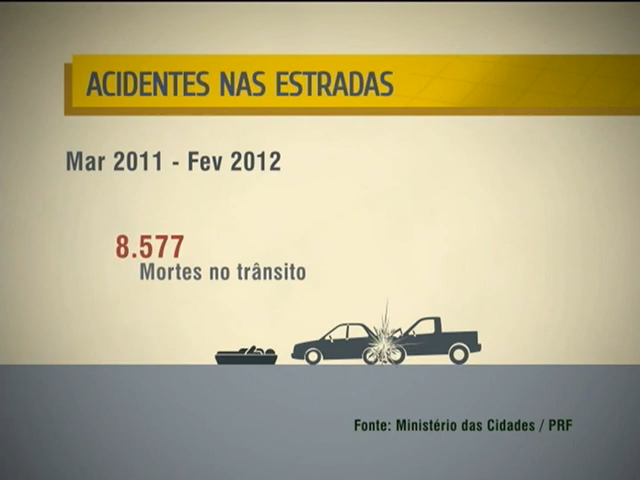 ACIDENTES NAS ESTRADAS
Mar 2011 - Fev 2012
8.577
Mortes no trânsito
Fonte: Ministério das Cidades / PRF